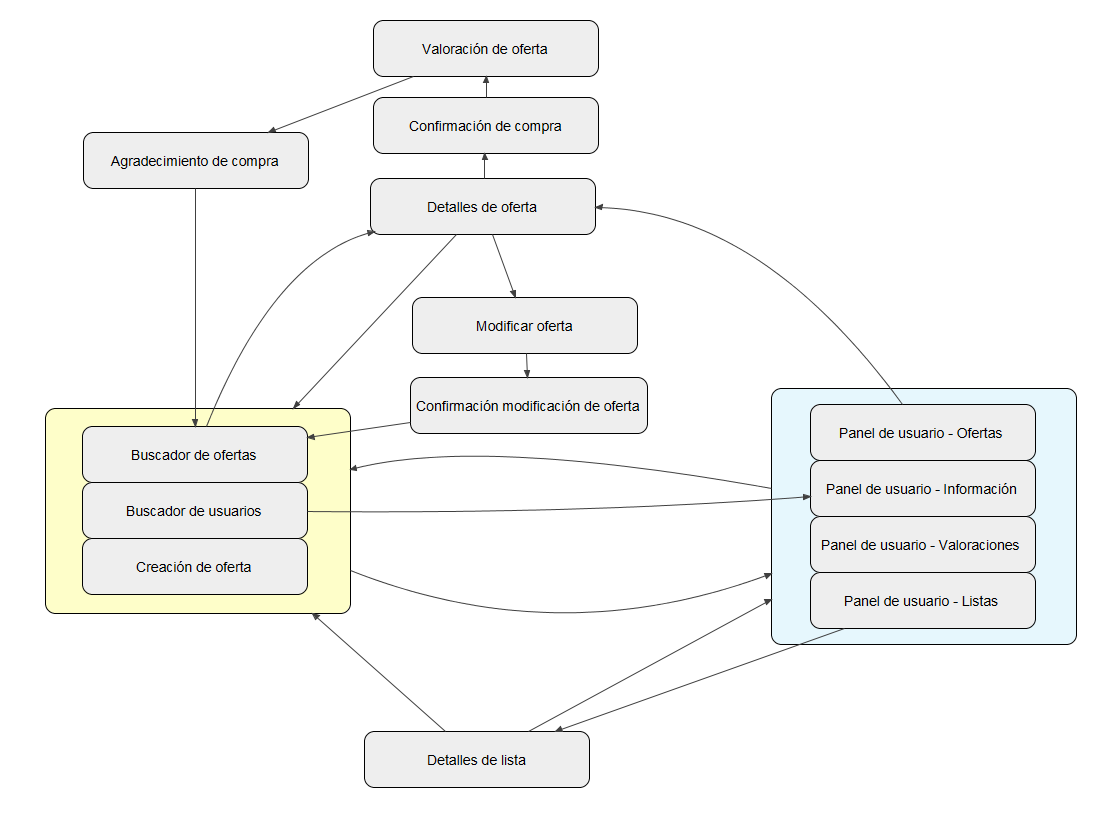 Valoración de oferta
Confirmación de compra
Agradecimiento de compra
Detalles de oferta
Modificar oferta
Confirmación modificación de oferta
Buscador de ofertas
Buscador de usuarios
Creación de oferta
Panel de usuario - Ofertas
Panel de usuario - Información
Panel de usuario - Valoraciones
Panel de usuario - Listas
Detalles de lista